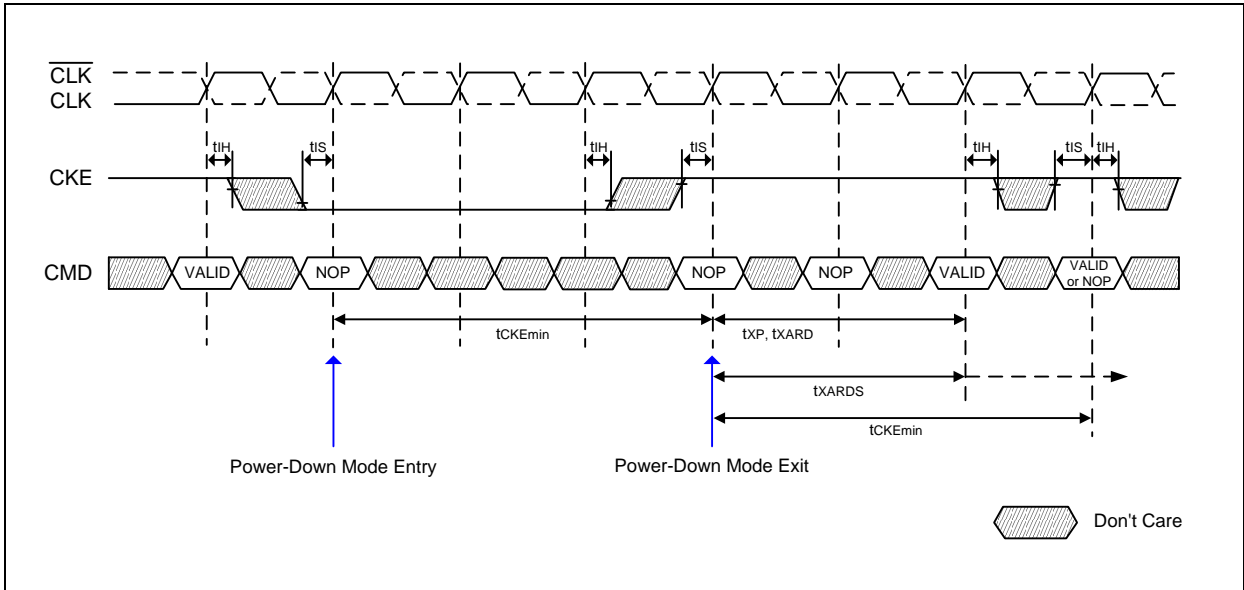 CLK
CLK
tIH
tIS
tIH
tIS
tIH
tIS
tIH
CKE
CMD
VALID
NOP
NOP
NOP
VALID
VALID
or NOP
tCKEmin
tXP, tXARD
tXARDS
tCKEmin
Power-Down Mode Entry
Power-Down Mode Exit
Don't Care